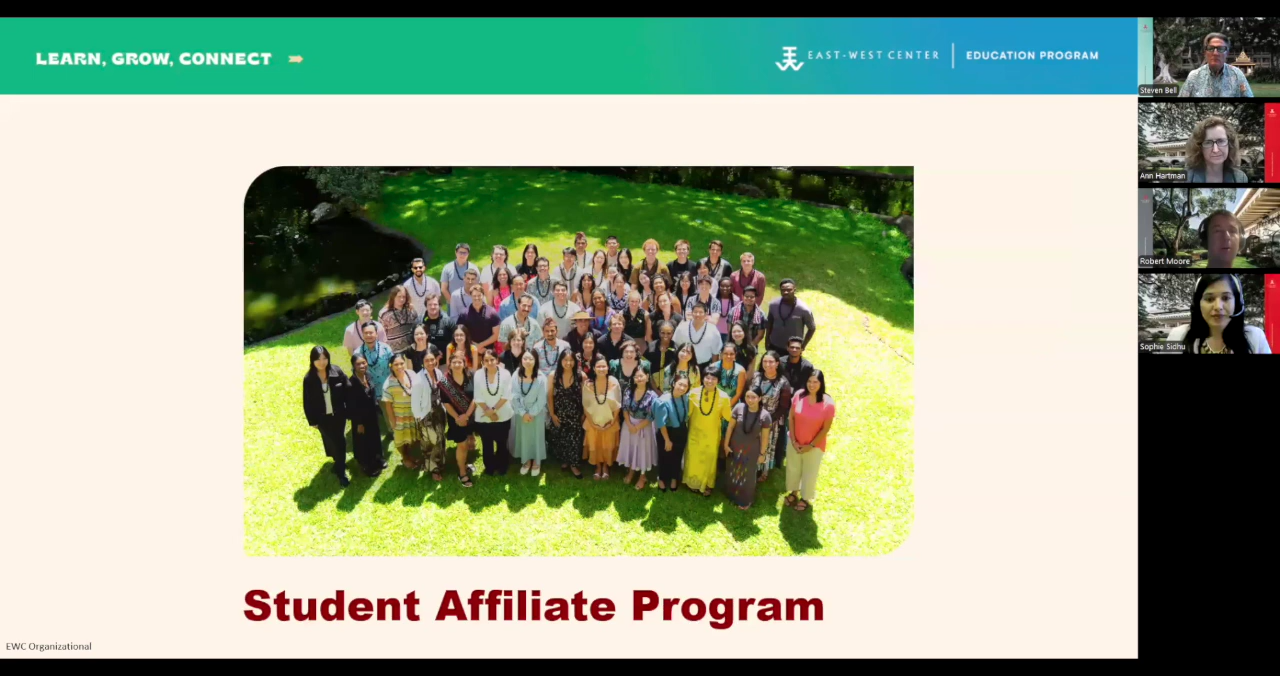 LEARN, GROW, CONNECT
EAST-WEST CENTER
EDUCATION PROGRAM
Student Affiliate Program
EWC Organizational
Steven Bell
Ann Hartman
Robert Moore
Sophie Sidhu